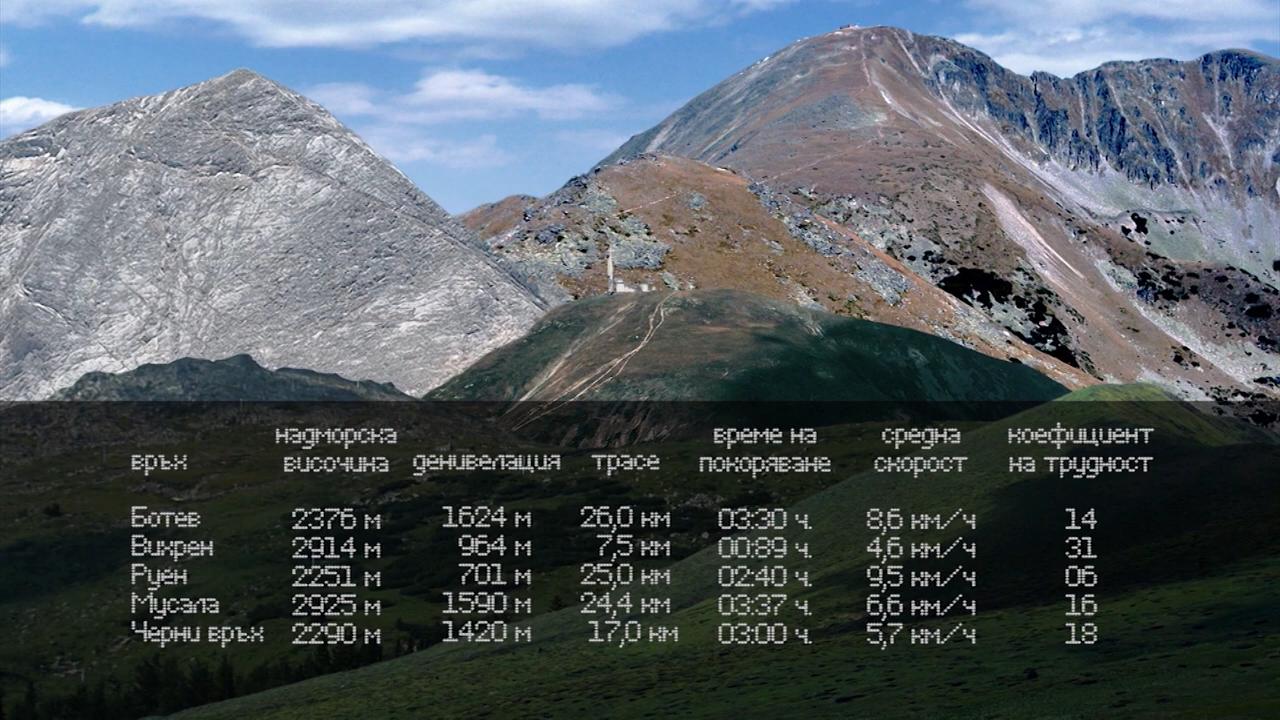 връх надморска височина денивелация трасе време на покоряване средна скорост коефициент на трудност
Ботев 2376 м 1624 м 26,0 км 03:30 ч. 8,6 км/ч 14
Вихрен 2914 м 964 м 7,5 км 00:89 ч. 4,6 км/ч 31
Руен 2251 м 701 м 25,0 км 02:40 ч. 9,5 км/ч 06
Мусала 2925 м 1590 м 24,4 км 03:37 ч. 6,6 км/ч 16
Черни връх 2290 м 1420 м 17,0 км 03:00 ч. 5,7 км/ч 18